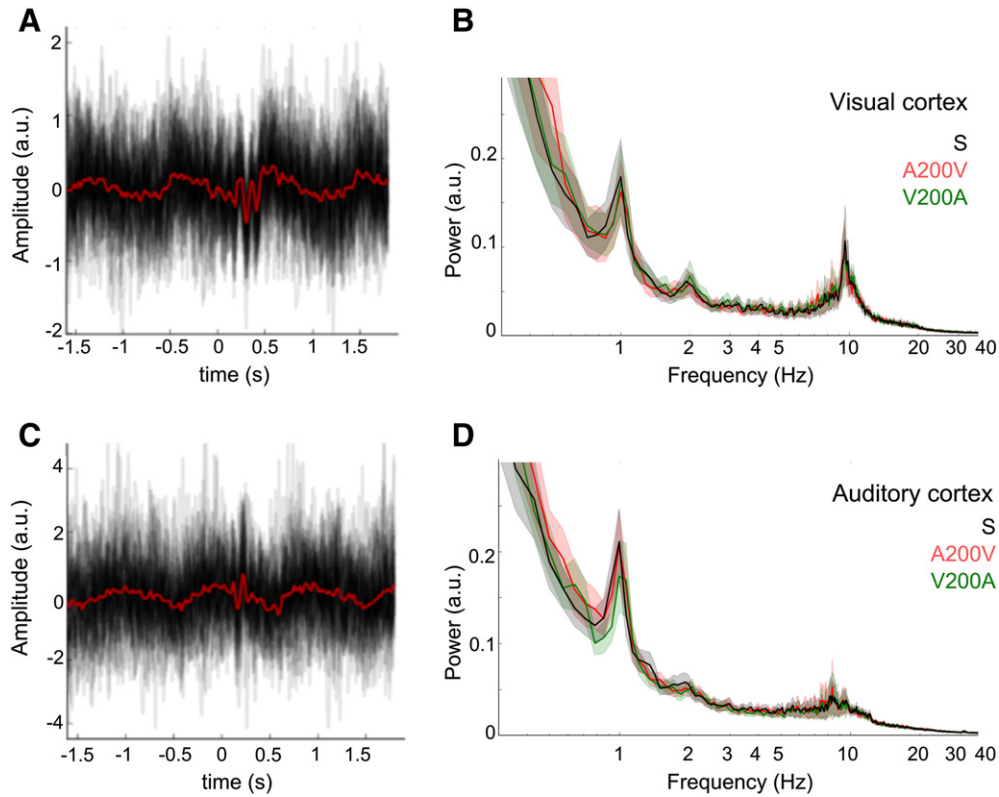 A
2
1
0
-1
-2
Amplitude (a.u.)
-1.5 -1 -0.5 0 0.5 1 1.5
time (s)
B
Visual cortex
S
A200V
V200A
0.2
0.1
0
Power (a.u.)
1 2 3 4 5 10 20 30 40
Frequency (Hz)
C
4
2
0
-2
-4
Amplitude (a.u.)
-1.5 -1 -0.5 0 0.5 1 1.5
time (s)
D
Auditory cortex
S
A200V
V200A
0.2
0.1
0
Power (a.u.)
1 2 3 4 5 10 20 30 40
Frequency (Hz)